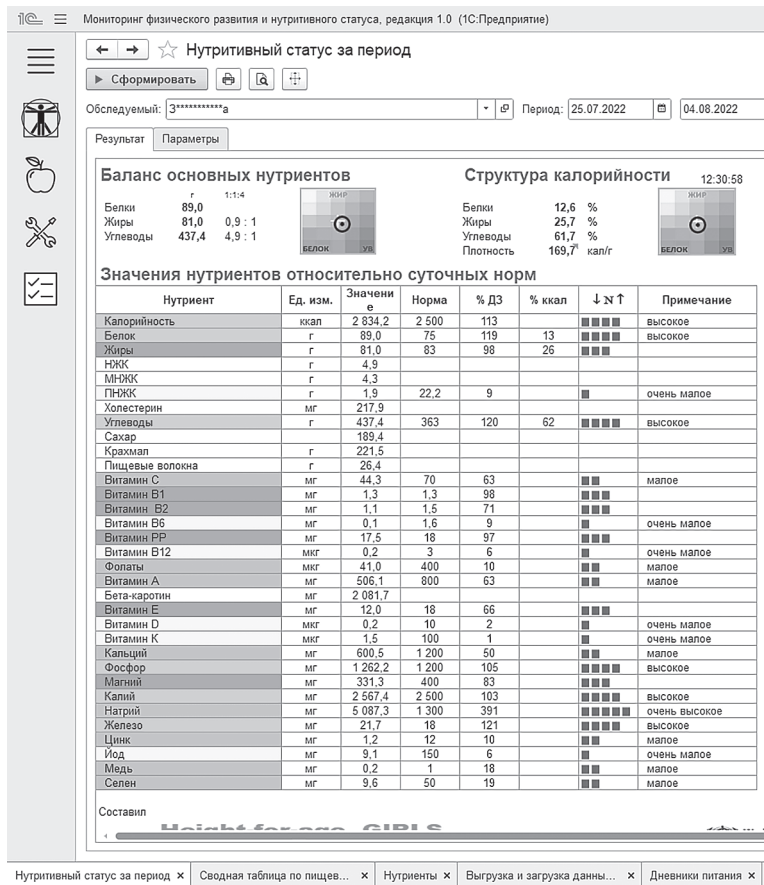 1С Мониторинг физического развития и нутритивного статуса, редакция 1.0 (1С:Предприятие)
Нутритивный статус за период
Сформировать
Обследуемый: З***********а Период: 25.07.2022 04.08.2022
Результат Параметры
Баланс основных нутриентов Структура калорийности 12:30:58
г 1:1:4 ЖИР БЕЛОК УВ
Белки 89,0
Жиры 81,0 0,9 : 1
Углеводы 437,4 4,9 : 1
Белки 12,6 %
Жиры 25,7 %
Углеводы 61,7 %
Плотность 169,7 кал/г
ЖИР БЕЛОК УВ
Значения нутриентов относительно суточных норм
Нутриент Ед. изм. Значение Норма % ДЗ % ккал ↓N↑ Примечание
Калорийность ккал 2 834,2 2 500 113 высокое
Белок г 89,0 75 119 13 высокое
Жиры г 81,0 83 98 26
НЖК г 4,9
МНЖК г 4,3
ПНЖК г 1,9 22,2 9 очень малое
Холестерин мг 217,9
Углеводы г 437,4 363 120 62 высокое
Сахар 189,4
Крахмал г 221,5
Пищевые волокна г 26,4
Витамин С мг 44,3 70 63 малое
Витамин В1 мг 1,3 1,3 98
Витамин В2 мг 1,1 1,5 71
Витамин В6 мг 0,1 1,6 9 очень малое
Витамин РР мг 17,5 18 97
Витамин В12 мкг 0,2 3 6 очень малое
Фолаты мкг 41,0 400 10 малое
Витамин А мг 506,1 800 63 малое
Бета-каротин мг 2 081,7
Витамин Е мг 12,0 18 66
Витамин D мкг 0,2 10 2 очень малое
Витамин К мкг 1,5 100 1 очень малое
Кальций мг 600,5 1 200 50 малое
Фосфор мг 1 262,2 1 200 105 высокое
Магний мг 331,3 400 83
Калий мг 2 567,4 2 500 103 высокое
Натрий мг 5 087,3 1 300 391 очень высокое
Железо мг 21,7 18 121 высокое
Цинк мг 1,2 12 10 малое
Йод мг 9,1 150 6 очень малое
Медь мг 0,2 1 18 малое
Селен мг 9,6 50 19 малое
Составил
Height-for-age GIRLS
Нутритивный статус за период × Сводная таблица по пищев... × Нутриенты × Выгрузка и загрузка данны... × Дневники питания ×